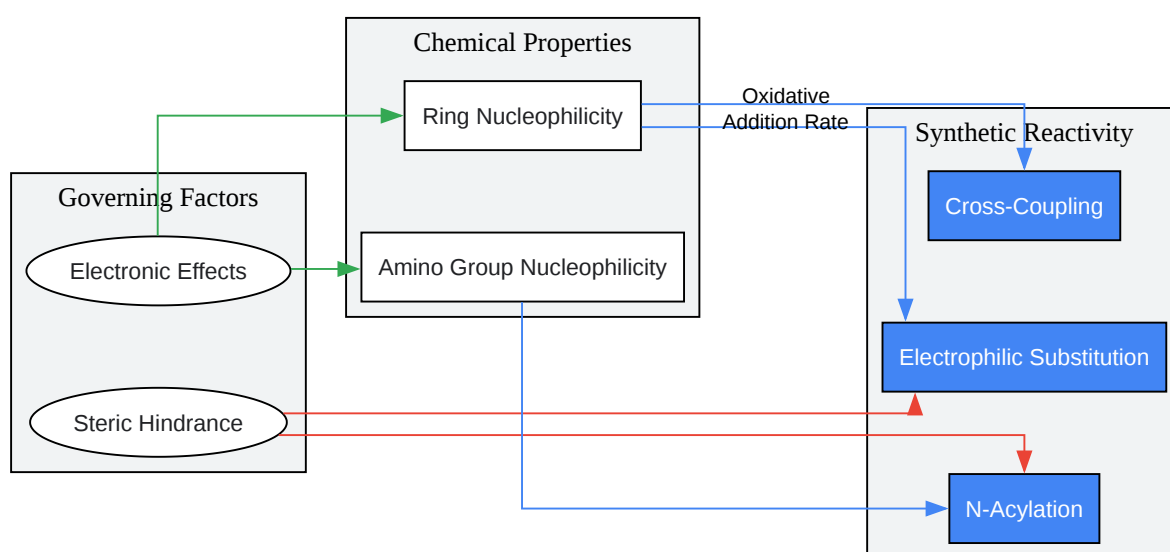 Chemical Properties
Ring Nucleophilicity
Amino Group Nucleophilicity
Oxidative
Addition Rate
Governing Factors
Electronic Effects
Steric Hindrance
Synthetic Reactivity
Cross-Coupling
Electrophilic Substitution
N-Acylation